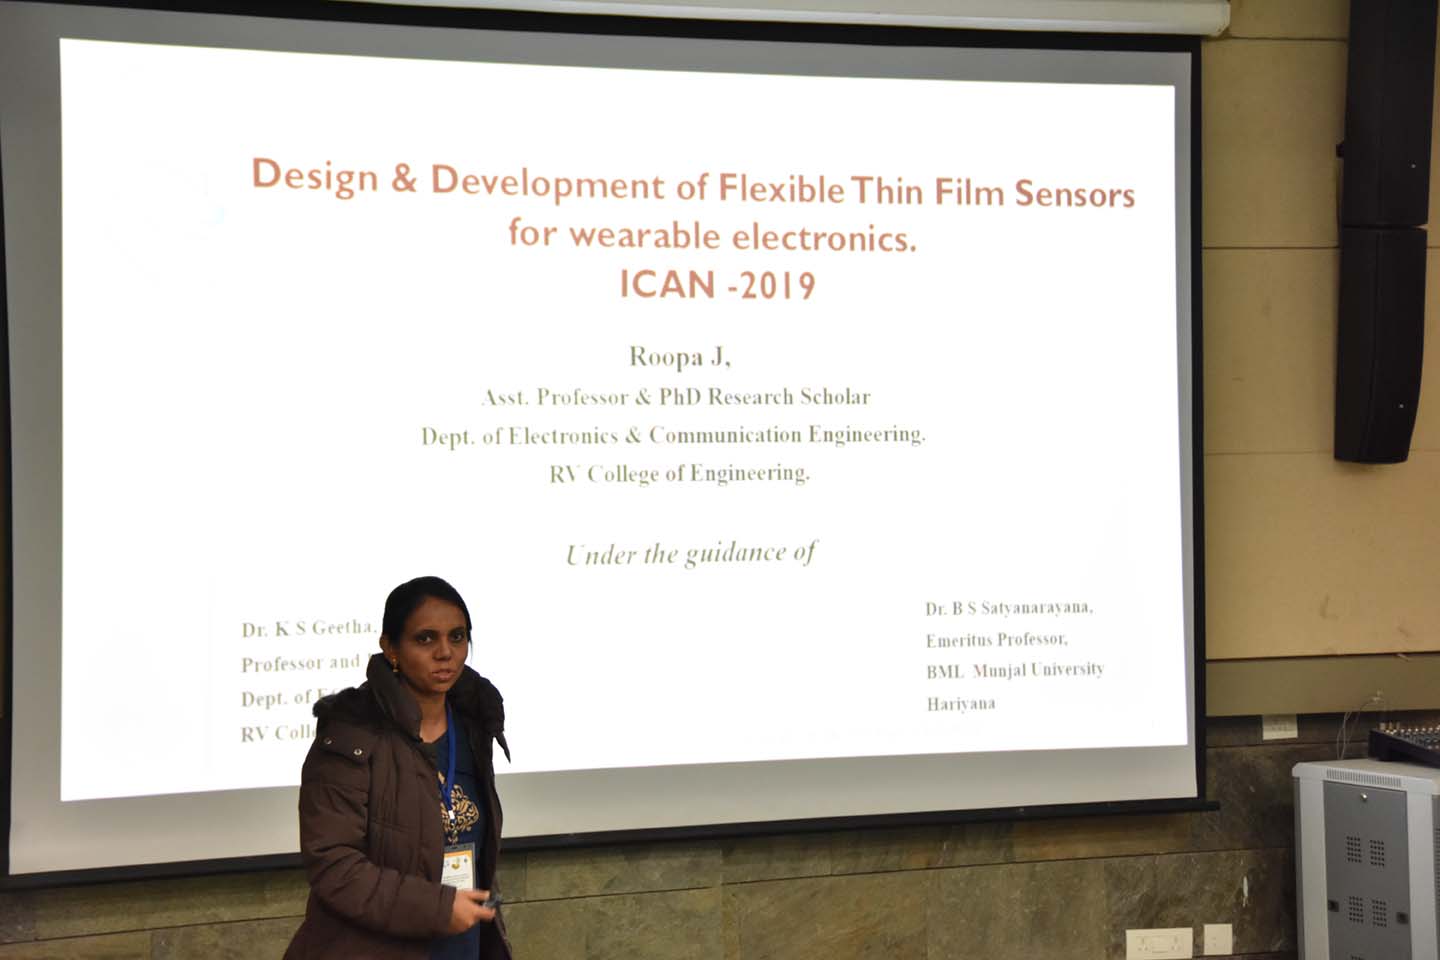 Design & Development of Flexible Thin Film Sensors
for wearable electronics.
ICAN -2019
Roopa J,
Asst. Professor & PhD Research Scholar
Dept. of Electronics & Communication Engineering.
RV College of Engineering.
Under the guidance of
Dr. K S Geetha,
Professor and
Dept. of
RV
Dr. B S Satyanarayana,
Emeritus Professor,
BML Munjal University
Hariyana